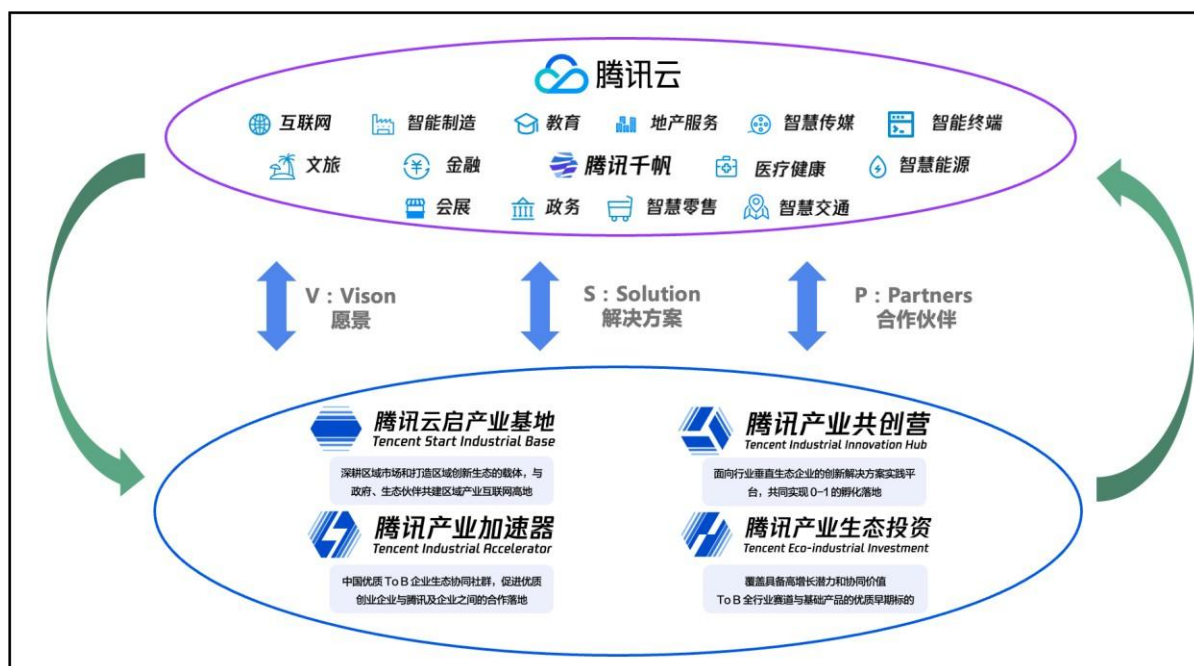 腾讯云
互联网 智能制造 教育 地产服务 智慧传媒 智能终端
文旅 金融 腾讯千帆 医疗健康 智慧能源
会展 政务 智慧零售 智慧交通
V：Vison
愿景
S：Solution
解决方案
P：Partners
合作伙伴
腾讯云启产业基地
Tencent Start Industrial Base
深耕区域市场和打造区域创新生态的载体，与
政府、生态伙伴共建区域产业互联网高地
腾讯产业共创营
Tencent Industrial Innovation Hub
面向行业垂直生态企业的创新解决方案实践平
台，共同实现0-1的孵化落地
腾讯产业加速器
Tencent Industrial Accelerator
中国优质 To B 企业生态协同社群，促进优质
创业企业与腾讯及企业之间的合作落地
腾讯产业生态投资
Tencent Eco-industrial Investment
覆盖具备高增长潜力和协同价值
To B 全行业赛道与基础产品的优质早期标的